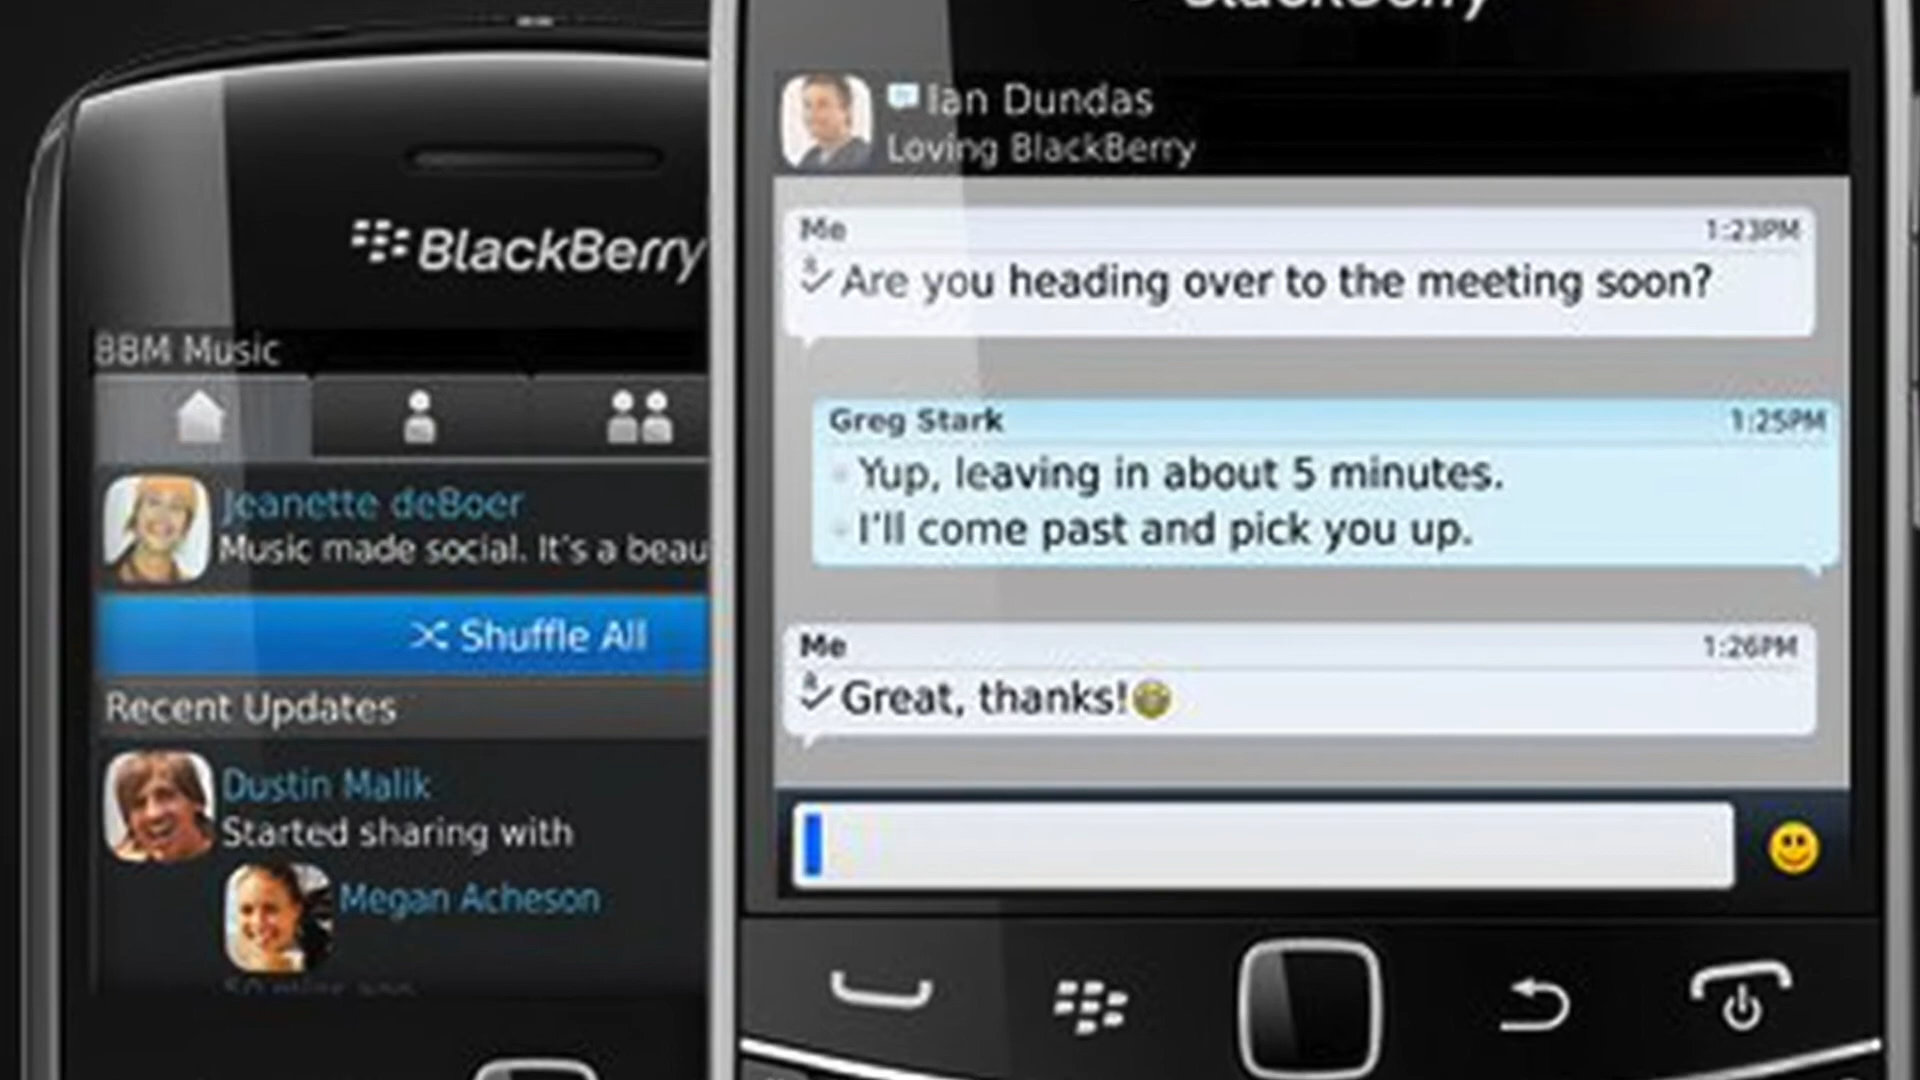 BlackBerry
BBM Music
Jeanette deBoer
Music made social. It's a beau
Shuffle All
Recent Updates
Dustin Malik
Started sharing with
Megan Acheson
BlackBerry
Ian Dundas
Loving BlackBerry
Me 1:23PM
Are you heading over to the meeting soon?
Greg Stark 1:25PM
Yup, leaving in about 5 minutes.
I'll come past and pick you up.
Me 1:26PM
Great, thanks!